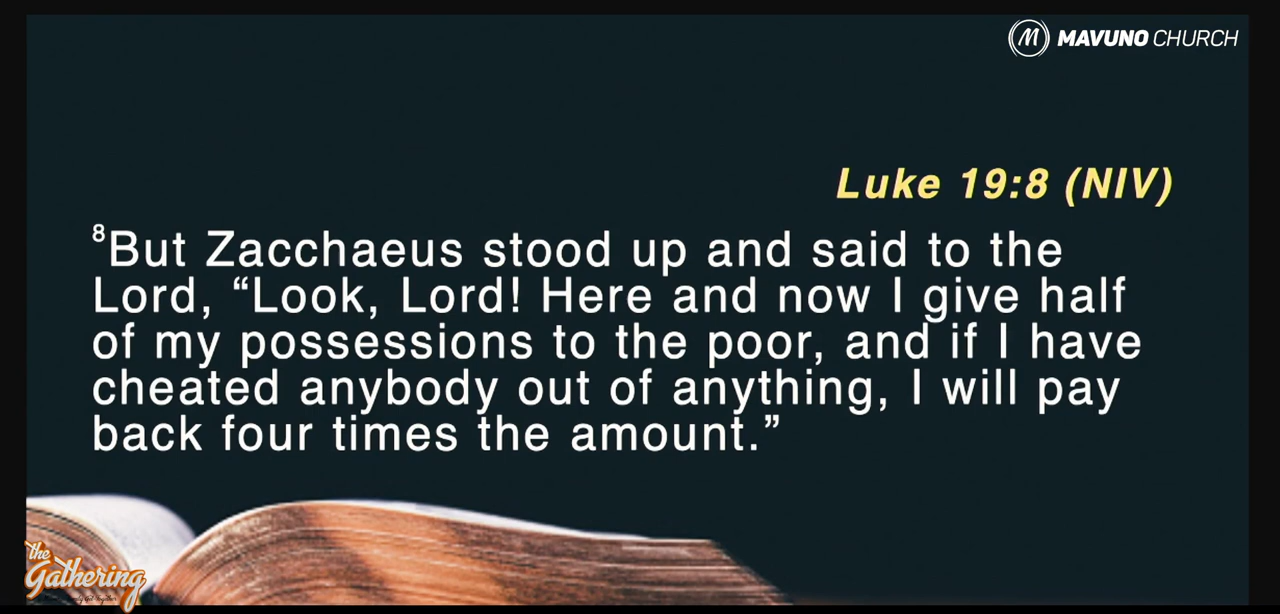 MAVUNO CHURCH
Luke 19:8 (NIV)
⁸But Zacchaeus stood up and said to the
Lord, “Look, Lord! Here and now I give half
of my possessions to the poor, and if I have
cheated anybody out of anything, I will pay
back four times the amount.”
the
Gathering